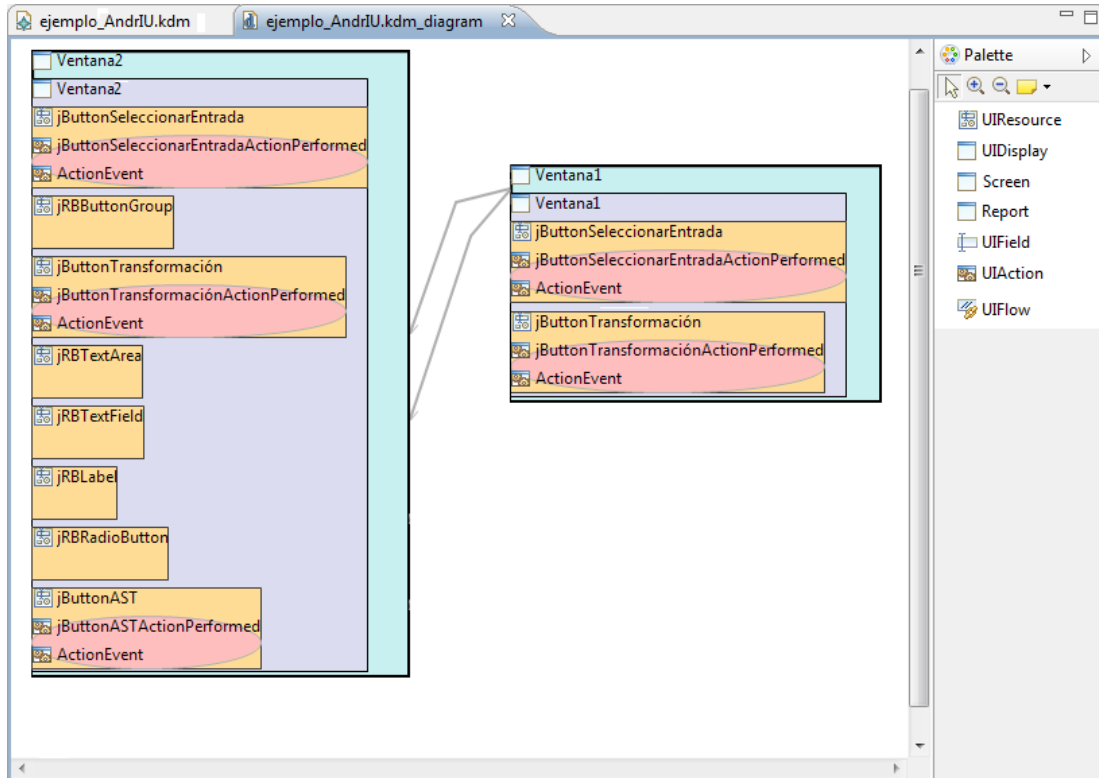 ejemplo_AndrIU.kdm
ejemplo_AndrIU.kdm_diagram
Ventana2
Ventana2
jButtonSeleccionarEntrada
jButtonSeleccionarEntradaActionPerformed
ActionEvent
jRBButtonGroup
jButtonTransformación
jButtonTransformaciónActionPerformed
ActionEvent
jRBTextArea
jRBTextField
jRBLabel
jRBRadioButton
jButtonAST
jButtonASTActionPerformed
ActionEvent
Ventana1
Ventana1
jButtonSeleccionarEntrada
jButtonSeleccionarEntradaActionPerformed
ActionEvent
jButtonTransformación
jButtonTransformaciónActionPerformed
ActionEvent
Palette
UIResource
UIDisplay
Screen
Report
UIField
UIAction
UIFlow